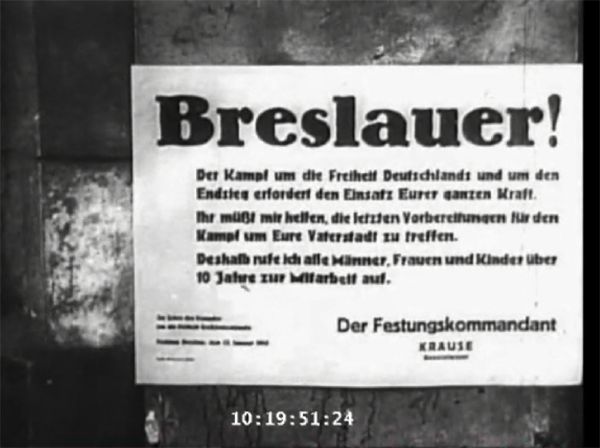 Breslauer!
Der Kampf um die Freiheit Deutschlands und um den
Endsieg erfordert den Einsatz Eurer ganzen Kraft.
Ihr müßt mir helfen, die letzten Vorbereitungen für den
Kampf um Eure Vaterstadt zu treffen.
Deshalb rufe ich alle Männer, Frauen und Kinder über
10 Jahre zur Mitarbeit auf.
Der Festungskommandant
KRAUSE
10:19:51:24